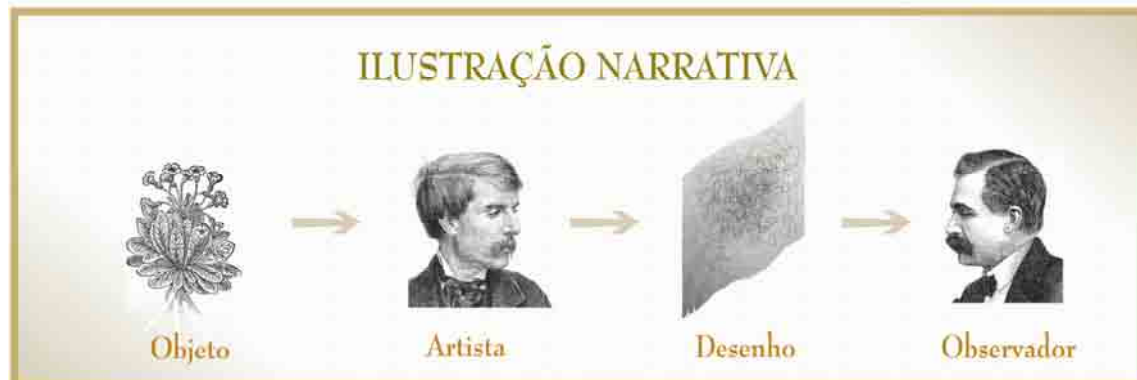 ILUSTRAÇÃO NARRATIVA
Objeto
Artista
Desenho
Observador